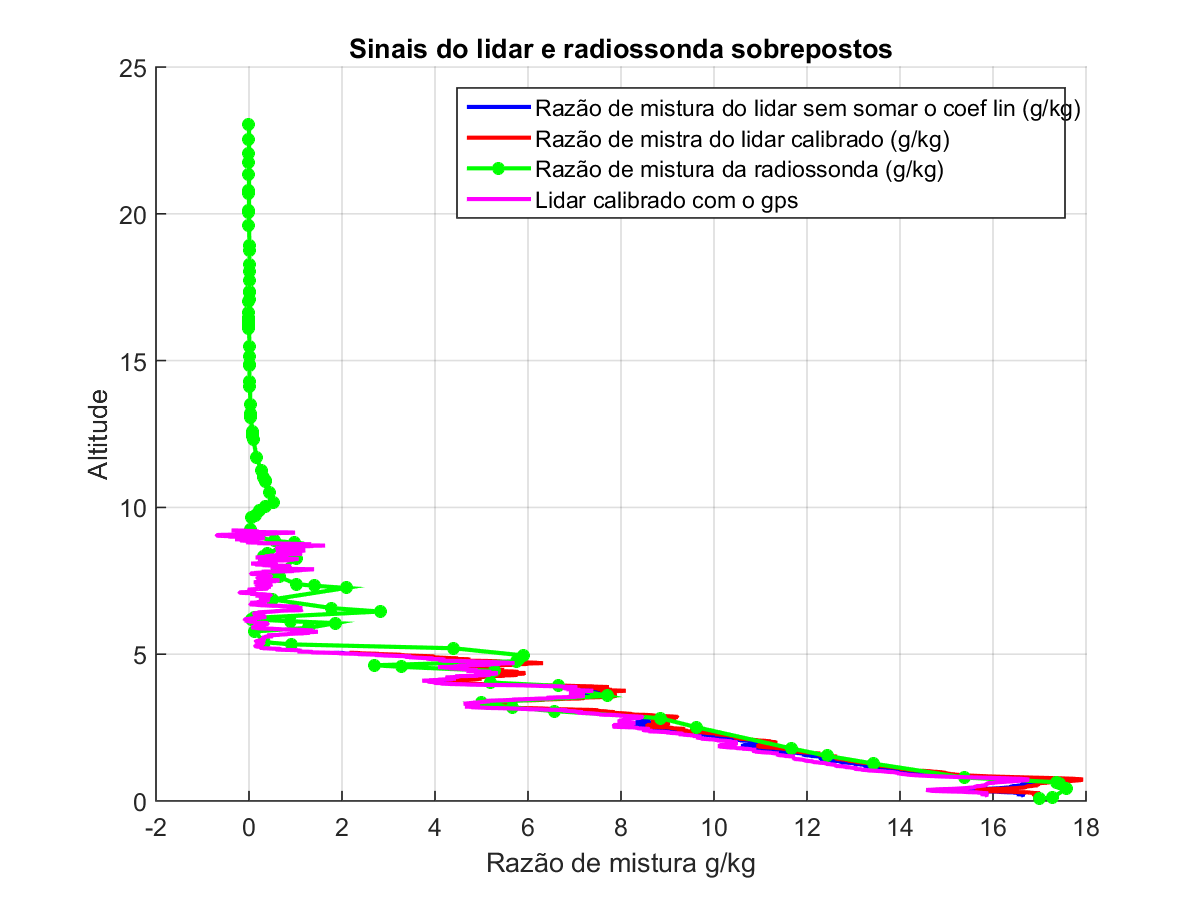 Sinais do lidar e radiossonda sobrepostos
25
20
15
10
5
0
Altitude
Razão de mistura do lidar sem somar o coef lin (g/kg)
Razão de mistra do lidar calibrado (g/kg)
Razão de mistura da radiossonda (g/kg)
Lidar calibrado com o gps
-2 0 2 4 6 8 10 12 14 16 18
Razão de mistura g/kg